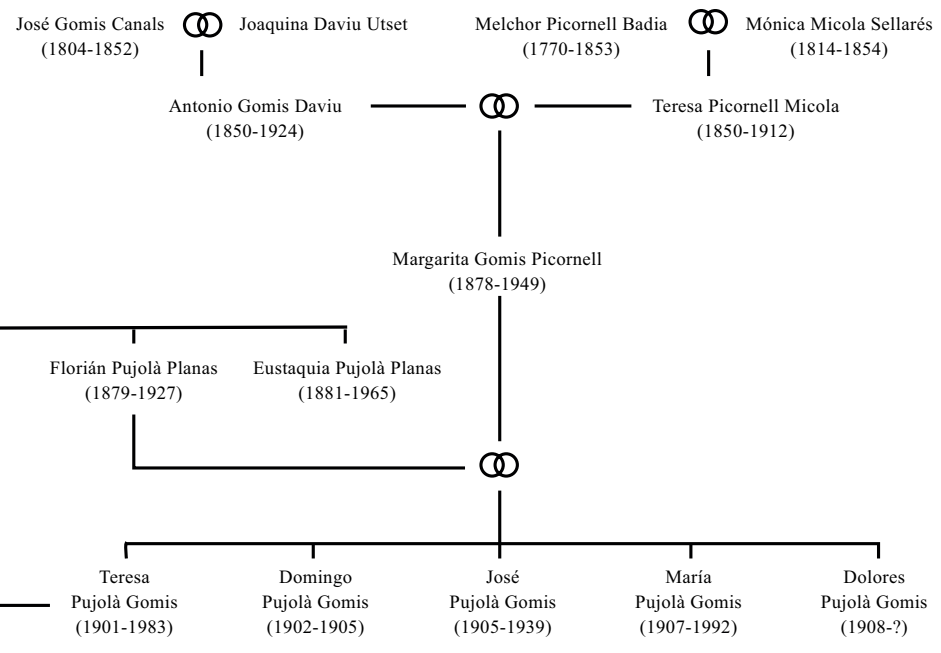 José Gomis Canals
(1804-1852)
Joaquina Daviu Utset
Melchor Picornell Badia
(1770-1853)
Mónica Micola Sellarés
(1814-1854)
Antonio Gomis Daviu
(1850-1924)
Teresa Picornell Micola
(1850-1912)
Margarita Gomis Picornell
(1878-1949)
Florián Pujolà Planas
(1879-1927)
Eustaquia Pujolà Planas
(1881-1965)
Teresa
Pujolà Gomis
(1901-1983)
Domingo
Pujolà Gomis
(1902-1905)
José
Pujolà Gomis
(1905-1939)
María
Pujolà Gomis
(1907-1992)
Dolores
Pujolà Gomis
(1908-?)